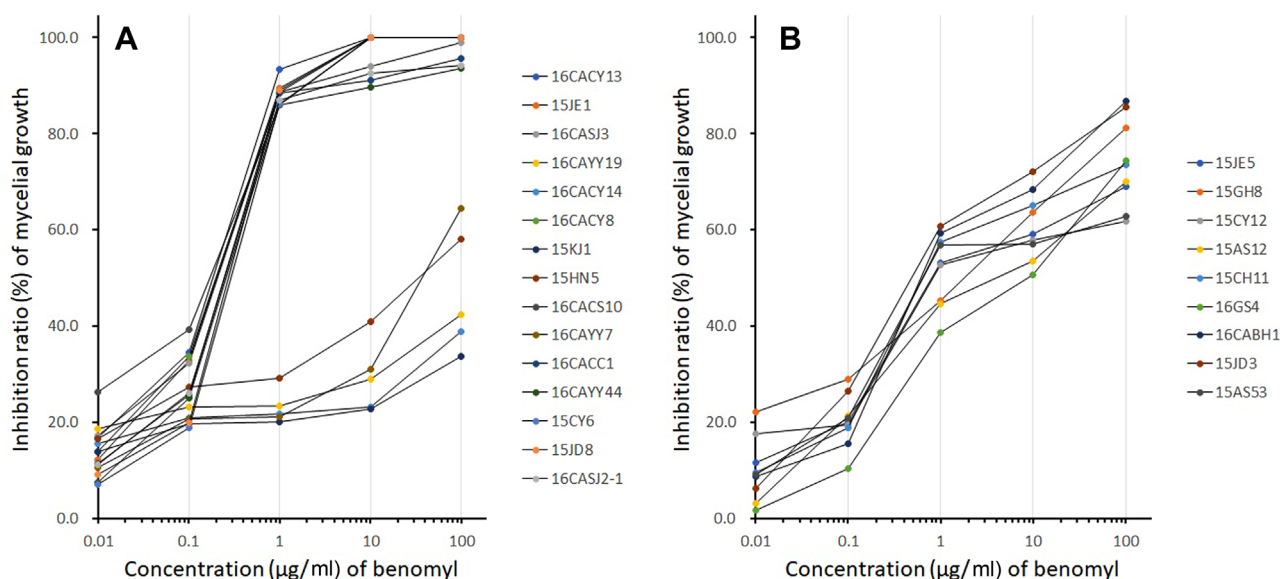 A
Inhibition ratio (%) of mycelial growth
100.0
80.0
60.0
40.0
20.0
0.0
0.01
0.1
1
10
100
Concentration (µg/ml) of benomyl
16CACY13
15JE1
16CASJ3
16CAYY19
16CACY14
16CACY8
15KJ1
15HN5
16CACS10
16CAYY7
16CACC1
16CAYY44
15CY6
15JD8
16CASJ2-1
B
Inhibition ratio (%) of mycelial growth
100.0
80.0
60.0
40.0
20.0
0.0
0.01
0.1
1
10
100
Concentration (µg/ml) of benomyl
15JE5
15GH8
15CY12
15AS12
15CH11
16GS4
16CABH1
15JD3
15AS53